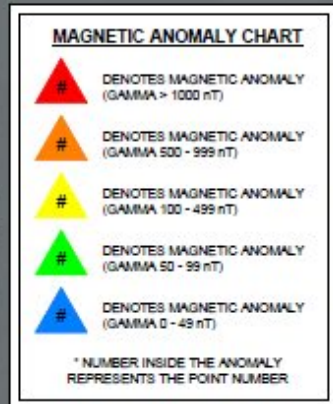 MAGNETIC ANOMALY CHART
#
DENOTES MAGNETIC ANOMALY
(GAMMA > 1000 nT)
#
DENOTES MAGNETIC ANOMALY
(GAMMA 500 - 999 nT)
#
DENOTES MAGNETIC ANOMALY
(GAMMA 100 - 499 nT)
#
DENOTES MAGNETIC ANOMALY
(GAMMA 50 - 99 nT)
#
DENOTES MAGNETIC ANOMALY
(GAMMA 0 - 49 nT)
* NUMBER INSIDE THE ANOMALY
REPRESENTS THE POINT NUMBER